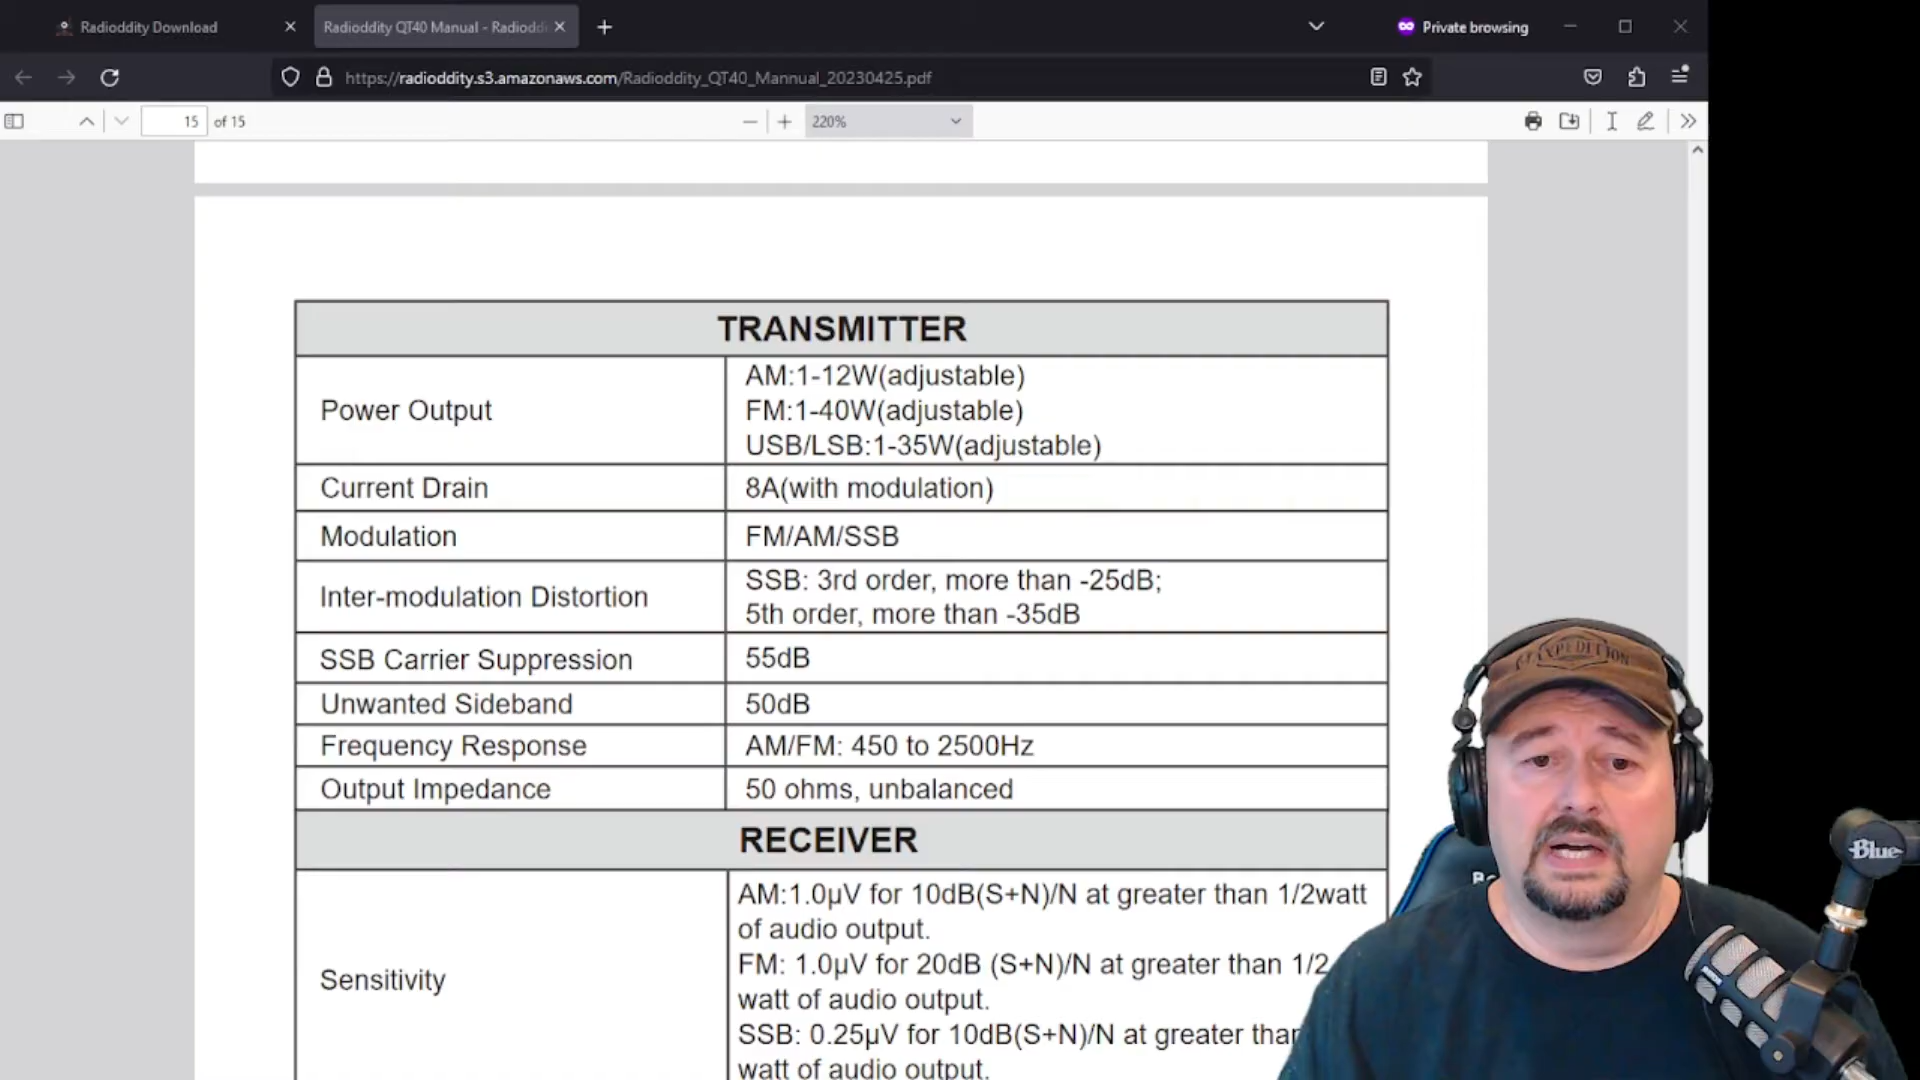 Radioddity Download
Radioddity QT40 Manual - Radiodd
Private browsing
https://radioddity.s3.amazonaws.com/Radioddity_QT40_Mannual_20230425.pdf
15 of 15
220%
TRANSMITTER
Power Output
AM:1-12W(adjustable)
FM:1-40W(adjustable)
USB/LSB:1-35W(adjustable)
Current Drain
8A(with modulation)
Modulation
FM/AM/SSB
Inter-modulation Distortion
SSB: 3rd order, more than -25dB;
5th order, more than -35dB
SSB Carrier Suppression
55dB
Unwanted Sideband
50dB
Frequency Response
AM/FM: 450 to 2500Hz
Output Impedance
50 ohms, unbalanced
RECEIVER
Sensitivity
AM:1.0µV for 10dB(S+N)/N at greater than 1/2watt
of audio output.
FM: 1.0µV for 20dB (S+N)/N at greater than 1/2
watt of audio output.
SSB: 0.25µV for 10dB(S+N)/N at greater than
watt of audio output.
EXPEDITION
Blue